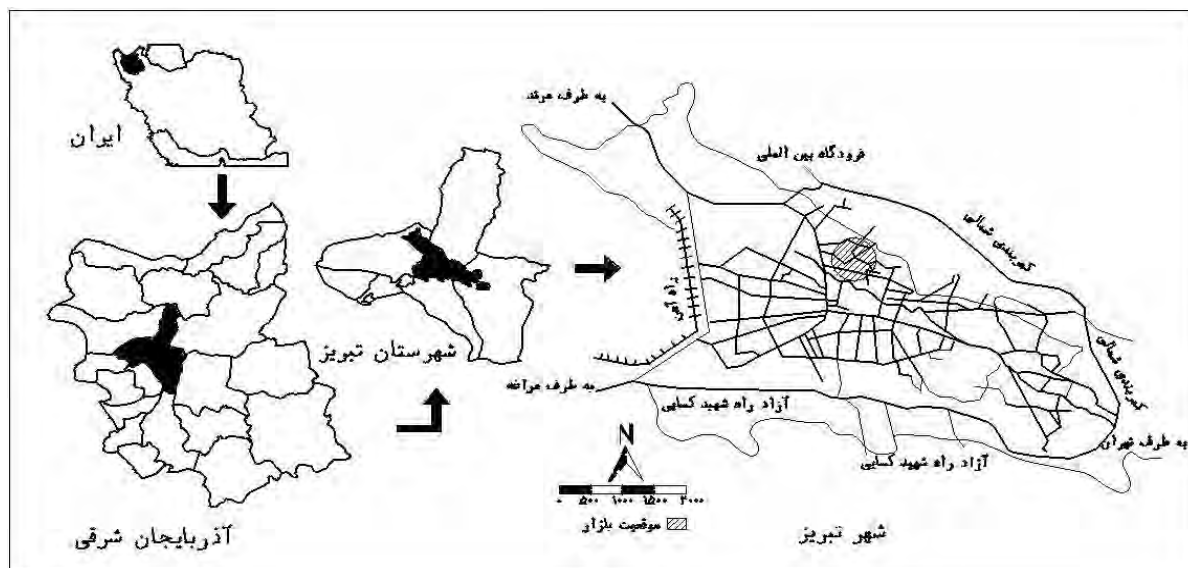 ایران
آذربایجان شرقی
شهرستان تبریز
به طرف مرند
فرودگاه بین المللی
کمربندی شمالی
کمربندی شمالی
راه آهن
به طرف مراغه
آزاد راه شهید کسایی
آزاد راه شهید کسایی
به طرف تهران
N
۰ ۵۰۰ ۱۰۰۰ ۱۵۰۰ ۲۰۰۰
موقعیت بازار
شهر تبریز